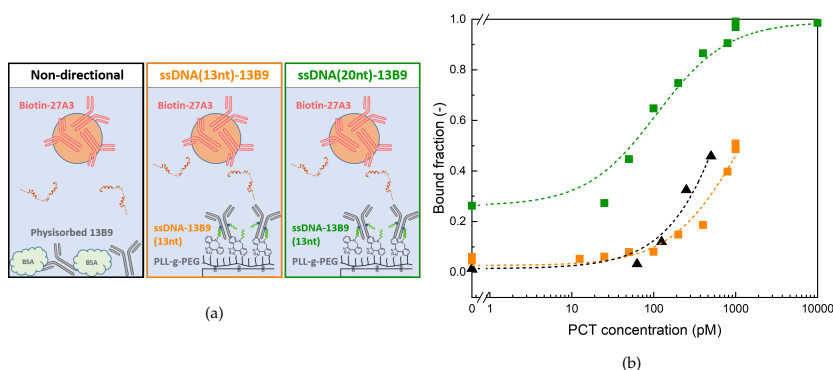 Non-directional
ssDNA(13nt)-13B9
ssDNA(20nt)-13B9
Biotin-27A3
Biotin-27A3
Biotin-27A3
Physisorbed 13B9
BSA
BSA
ssDNA-13B9
(13nt)
PLL-g-PEG
ssDNA-13B9
(13nt)
PLL-g-PEG
(a)
Bound fraction (-)
1.0
0.8
0.6
0.4
0.2
0.0
0
1
10
100
1000
10000
PCT concentration (pM)
(b)